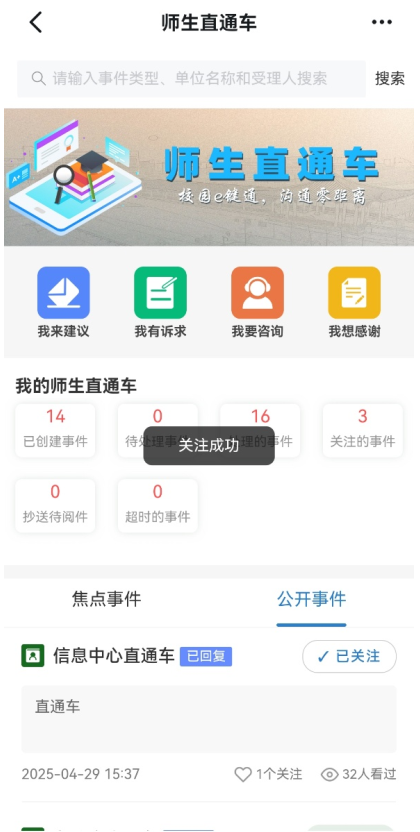 师生直通车
请输入事件类型、单位名称和受理人搜索 搜索
师生直通车
校园e键通，沟通零距离
我来建议 我有诉求 我要咨询 我想感谢
我的师生直通车
14 0 16 3
已创建事件 待处理事件 理的事件 关注的事件
关注成功
0 0
抄送待阅件 超时的事件
焦点事件 公开事件
信息中心直通车 已回复 已关注
直通车
2025-04-29 15:37 1个关注 32人看过